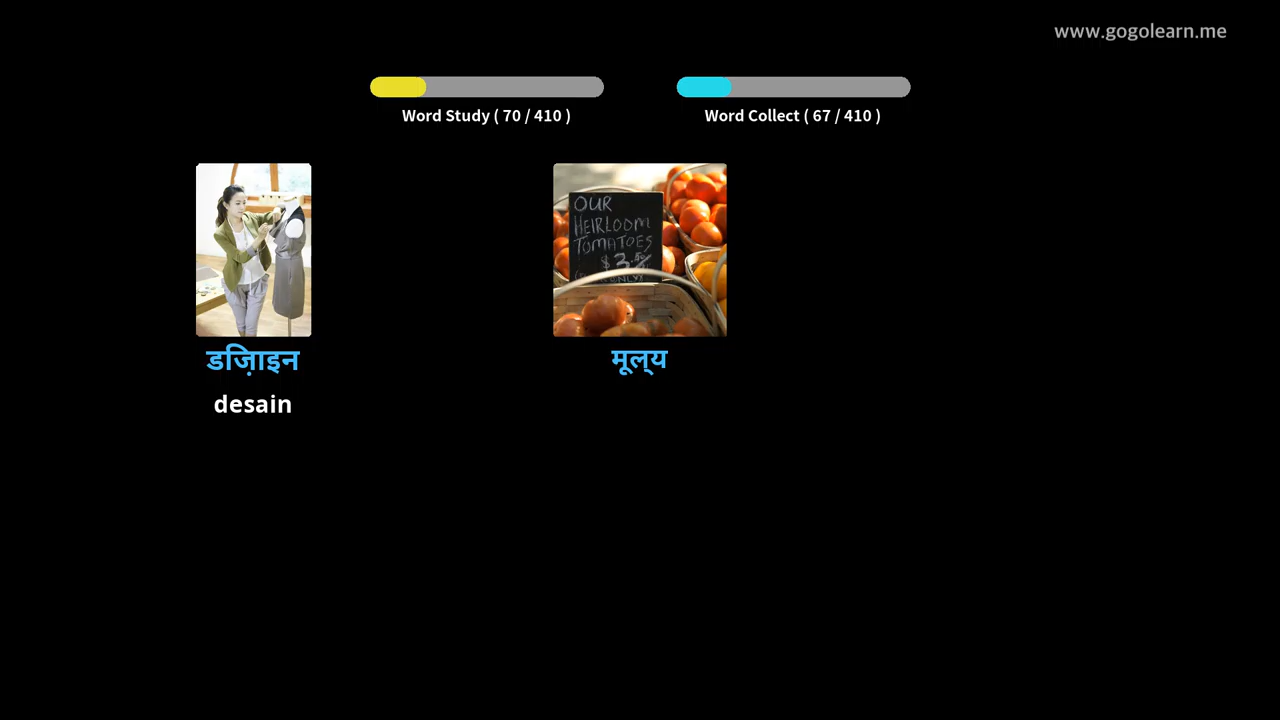 www.gogolearn.me
Word Study ( 70 / 410 )
Word Collect ( 67 / 410 )
OUR
HEIRLOOM
TOMATOES
डिज़ाइन
मूल्य
desain